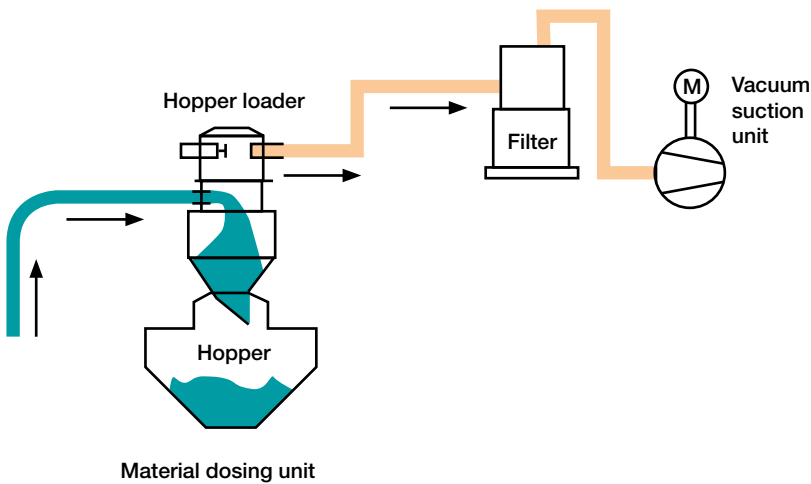 Hopper loader
M
Vacuum
suction
unit
Filter
Hopper
Material dosing unit